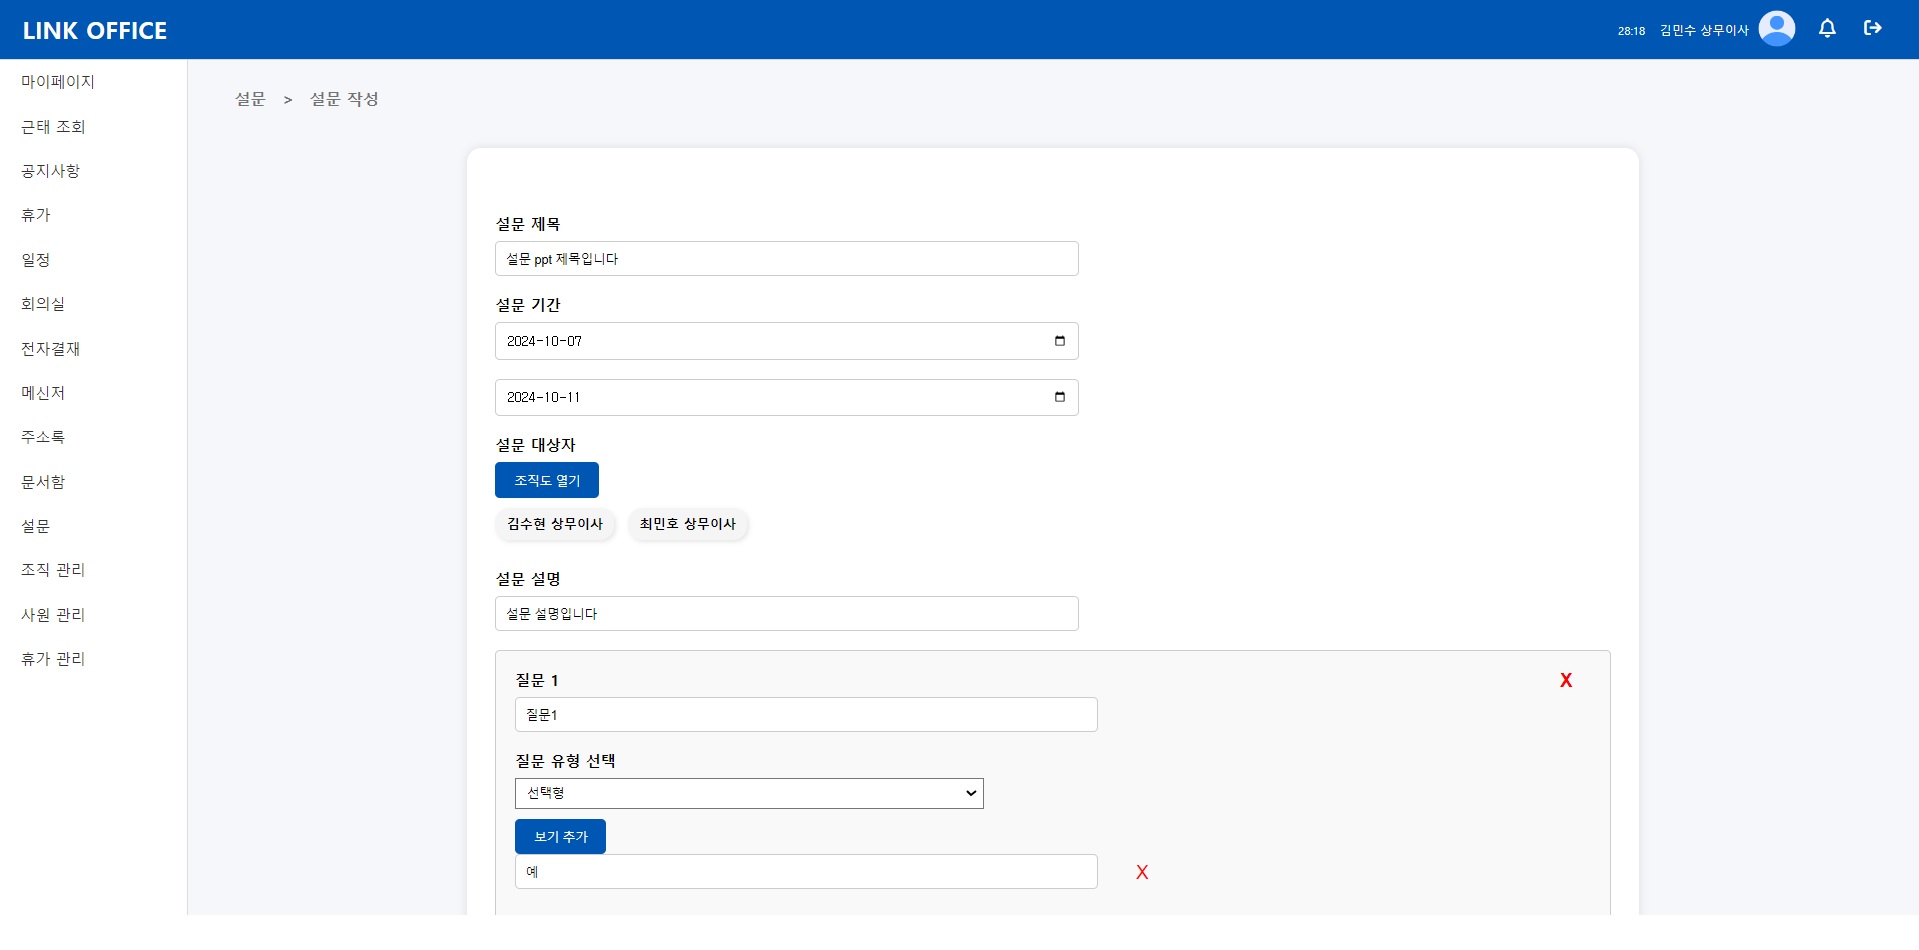 LINK OFFICE
28:18 김민수 상무이사
마이페이지
근태 조회
공지사항
휴가
일정
회의실
전자결재
메신저
주소록
문서함
설문
조직 관리
사원 관리
휴가 관리
설문 > 설문 작성
설문 제목
설문 ppt 제목입니다
설문 기간
2024-10-07
2024-10-11
설문 대상자
조직도 열기
김수현 상무이사 최민호 상무이사
설문 설명
설문 설명입니다
질문 1 X
질문1
질문 유형 선택
선택형
보기 추가
예 X